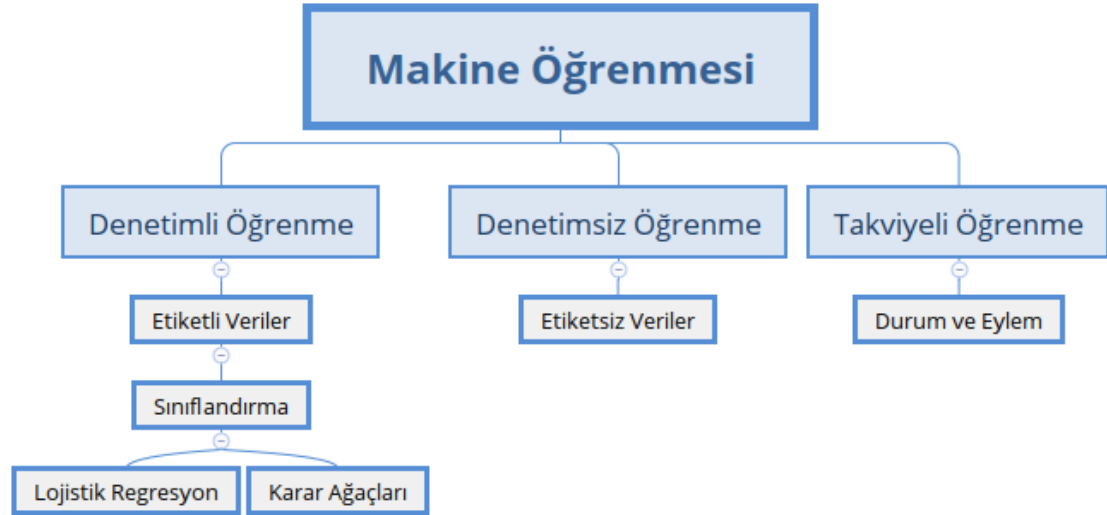 Makine Öğrenmesi
Denetimli Öğrenme
Denetimsiz Öğrenme
Takviyeli Öğrenme
Etiketli Veriler
Etiketsiz Veriler
Durum ve Eylem
Sınıflandırma
Lojistik Regresyon
Karar Ağaçları